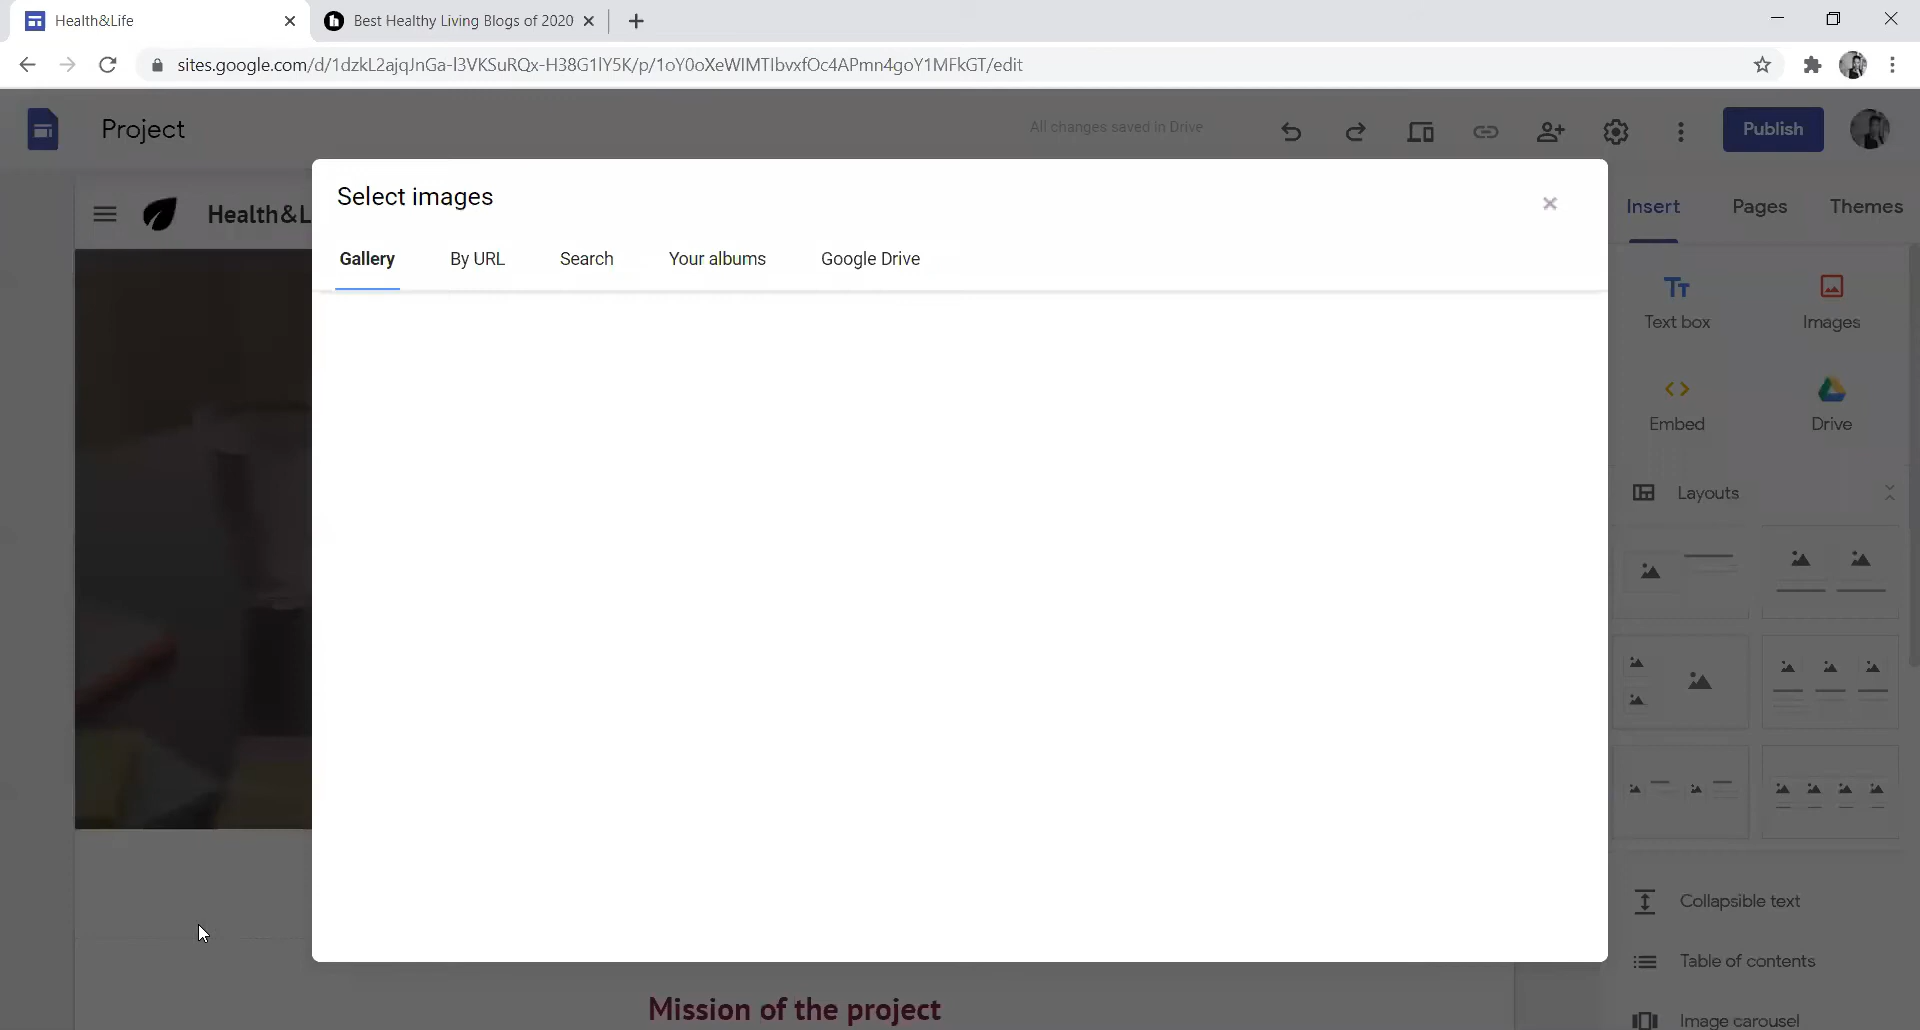 Health&Life
Best Healthy Living Blogs of 2020
sites.google.com/d/1dzkL2ajqJnGa-I3VKSuRQx-H38G1lY5K/p/1oY0oXeWlMTIbvxfOc4APmn4goY1MFkGT/edit
Project
All changes saved in Drive
Publish
Health&L
Select images
Gallery
By URL
Search
Your albums
Google Drive
Insert
Pages
Themes
Text box
Images
Embed
Drive
Layouts
Collapsible text
Table of contents
Image carousel
Mission of the project